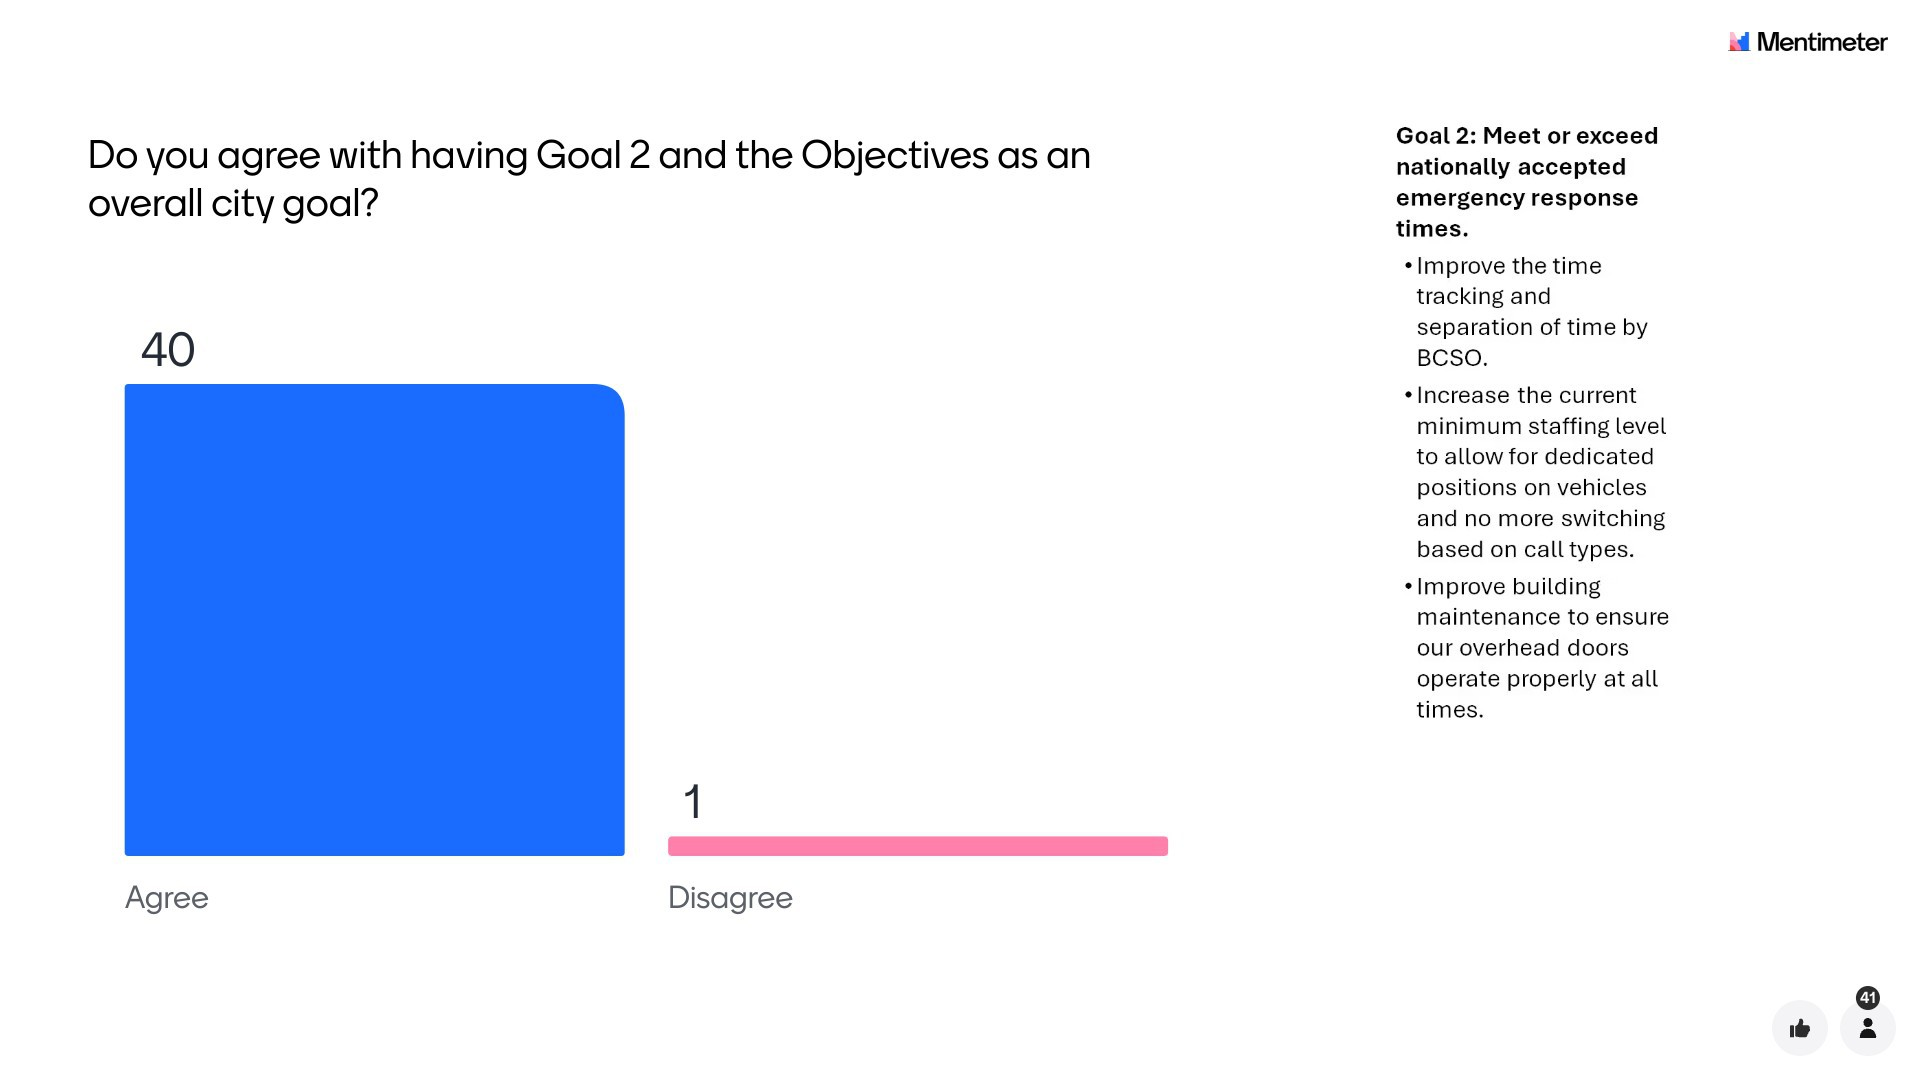 Mentimeter
Do you agree with having Goal 2 and the Objectives as an
overall city goal?
40
1
Agree
Disagree
Goal 2: Meet or exceed
nationally accepted
emergency response
times.
• Improve the time
tracking and
separation of time by
BCSO.
• Increase the current
minimum staffing level
to allow for dedicated
positions on vehicles
and no more switching
based on call types.
• Improve building
maintenance to ensure
our overhead doors
operate properly at all
times.
41